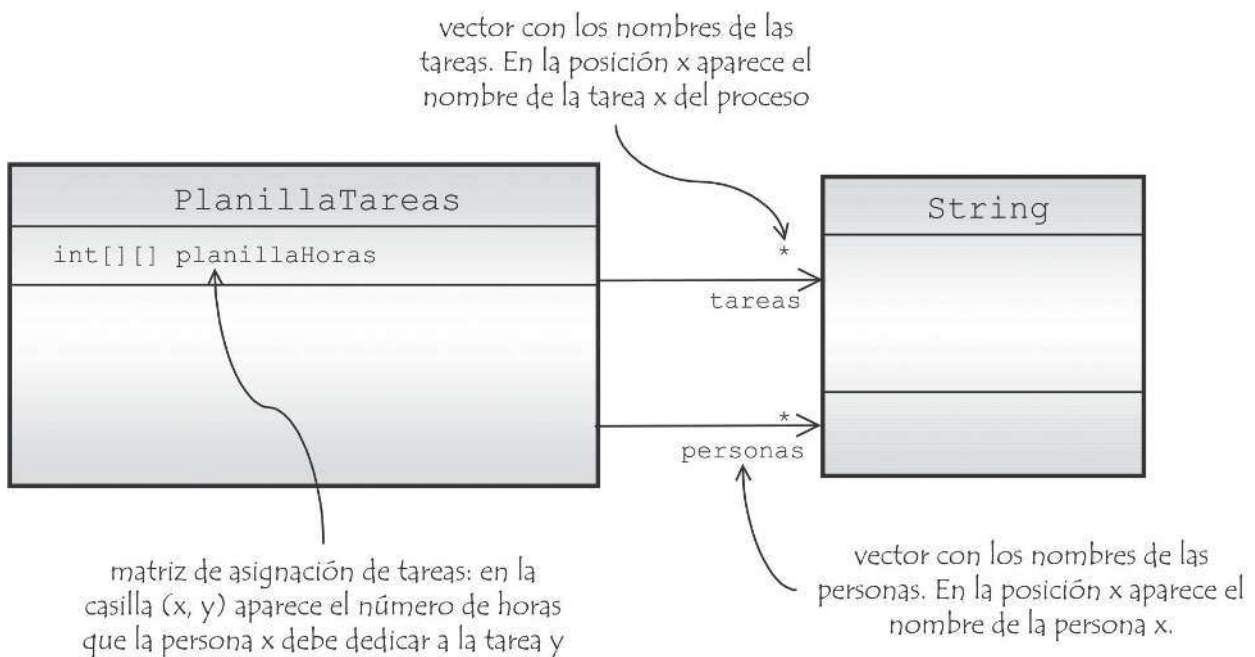 vector con los nombres de las
tareas. En la posición x aparece el
nombre de la tarea x del proceso
PlanillaTareas
int[][] planillaHoras
String
*
tareas
*
personas
matriz de asignación de tareas: en la
casilla (x, y) aparece el número de horas
que la persona x debe dedicar a la tarea y
vector con los nombres de las
personas. En la posición x aparece el
nombre de la persona x.